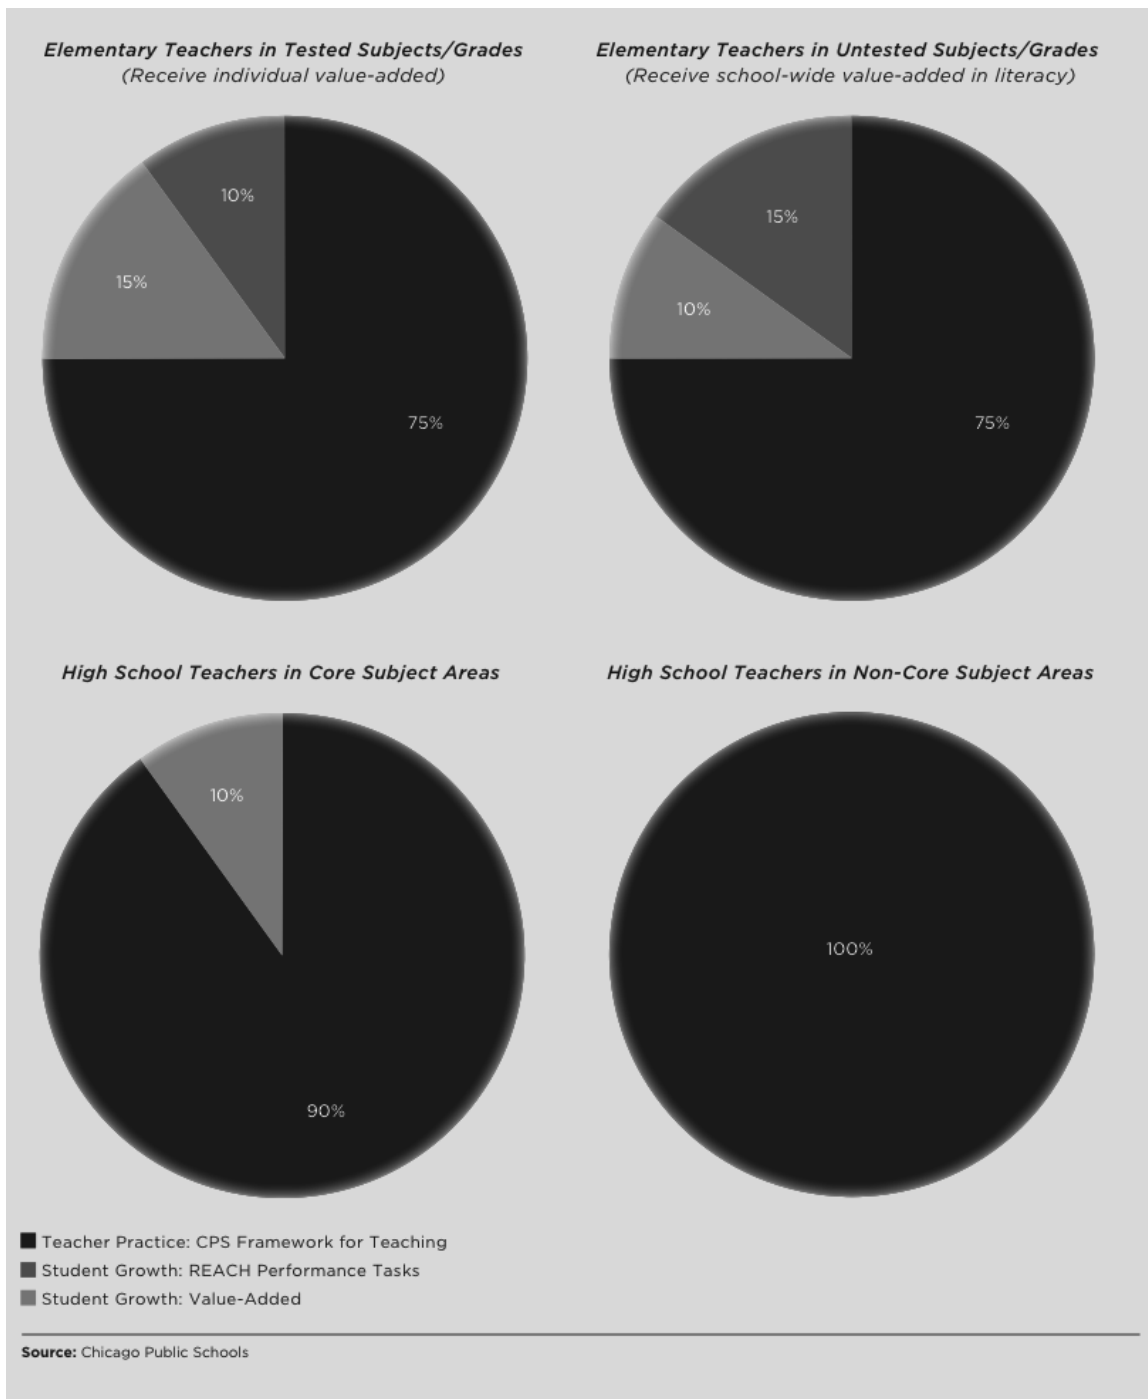 Elementary Teachers in Tested Subjects/Grades
(Receive individual value-added)
10%
15%
75%
Elementary Teachers in Untested Subjects/Grades
(Receive school-wide value-added in literacy)
15%
10%
75%
High School Teachers in Core Subject Areas
10%
90%
High School Teachers in Non-Core Subject Areas
100%
Teacher Practice: CPS Framework for Teaching
Student Growth: REACH Performance Tasks
Student Growth: Value-Added
Source: Chicago Public Schools